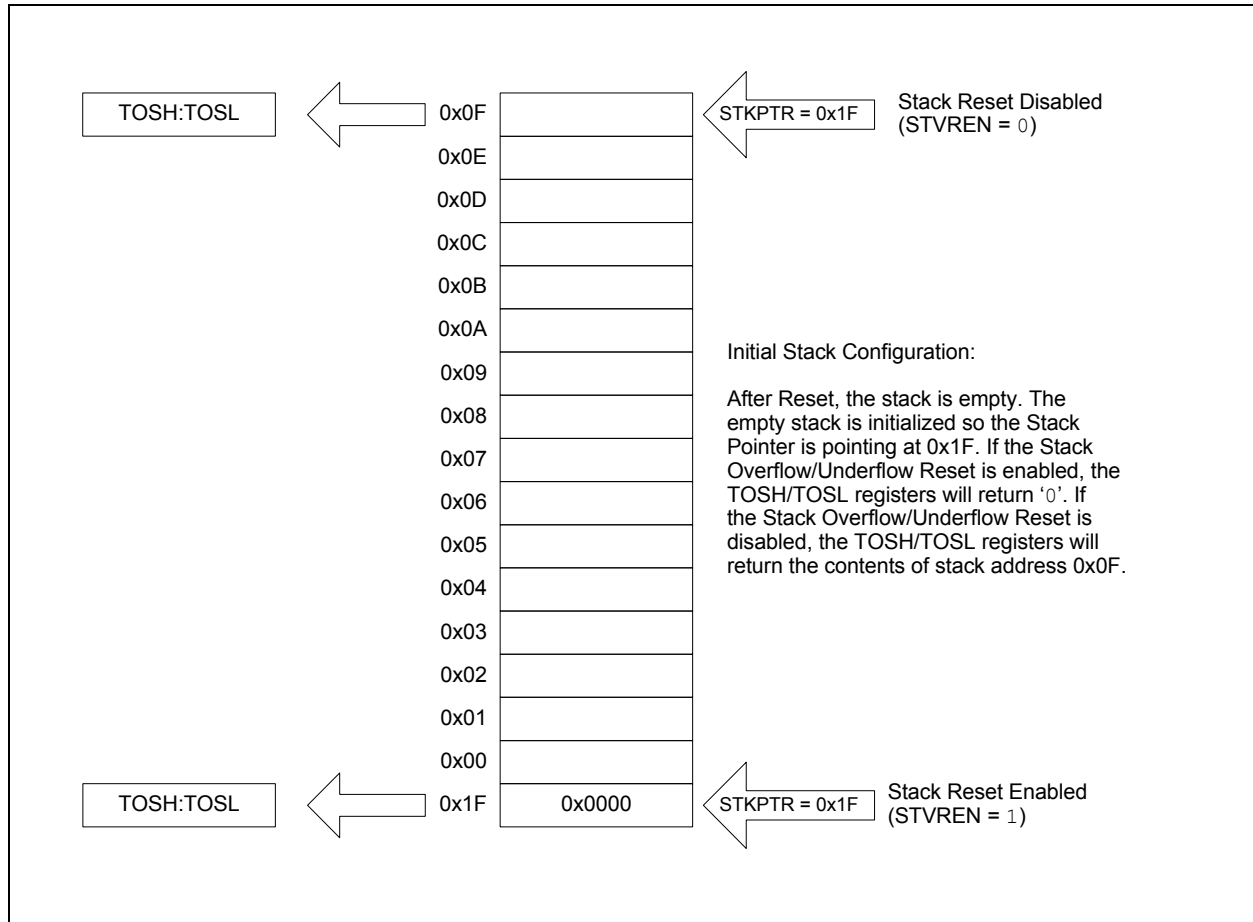 TOSH:TOSL 0x0F STKPTR = 0x1F Stack Reset Disabled
(STVREN = 0)
0x0E
0x0D
0x0C
0x0B
0x0A
0x09
0x08
0x07
0x06
0x05
0x04
0x03
0x02
0x01
0x00
Initial Stack Configuration:
After Reset, the stack is empty. The
empty stack is initialized so the Stack
Pointer is pointing at 0x1F. If the Stack
Overflow/Underflow Reset is enabled, the
TOSH/TOSL registers will return ‘0’. If
the Stack Overflow/Underflow Reset is
disabled, the TOSH/TOSL registers will
return the contents of stack address 0x0F.
TOSH:TOSL 0x1F 0x0000 STKPTR = 0x1F Stack Reset Enabled
(STVREN = 1)